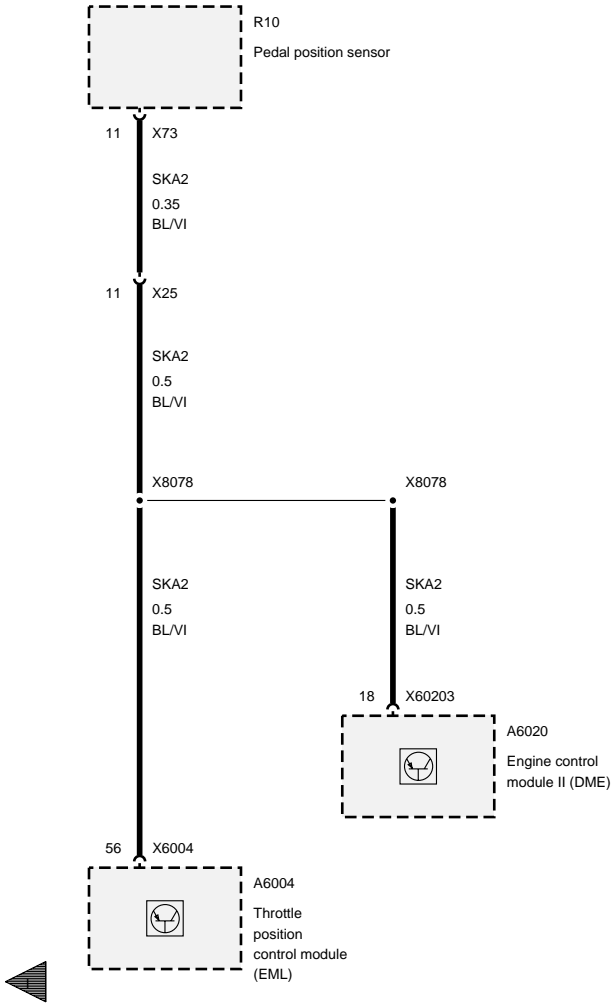 R10
Pedal position sensor
11 X73
SKA2
0.35
BL/VI
11 X25
SKA2
0.5
BL/VI
X8078
X8078
SKA2
0.5
BL/VI
SKA2
0.5
BL/VI
18 X60203
A6020
Engine control
module II (DME)
56 X6004
A6004
Throttle
position
control module
(EML)